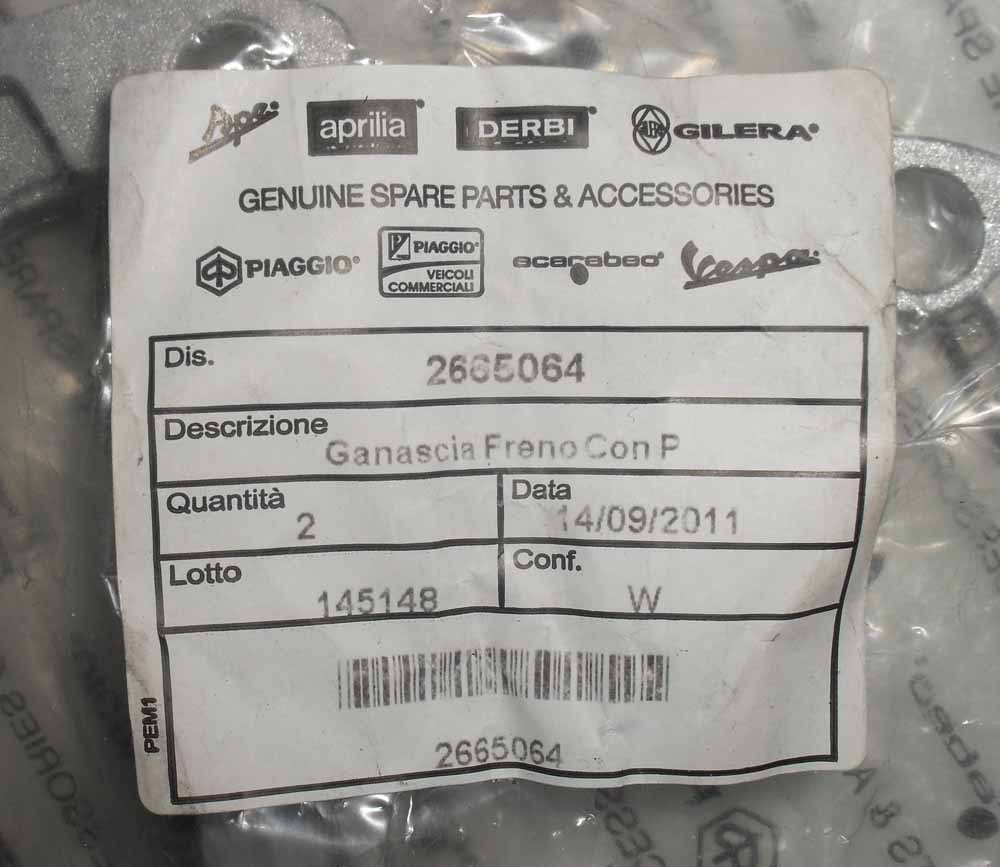 Ape
aprilia DERBI GILERA
GENUINE SPARE PARTS & ACCESSORIES
PIAGGIO PIAGGIO VEICOLI COMMERCIALI scarabeo Vespa
Dis. 2665064
Descrizione Ganascia Freno Con P
Quantità 2 Data 14/09/2011
Lotto 145148 Conf. W
2665064
PEM1